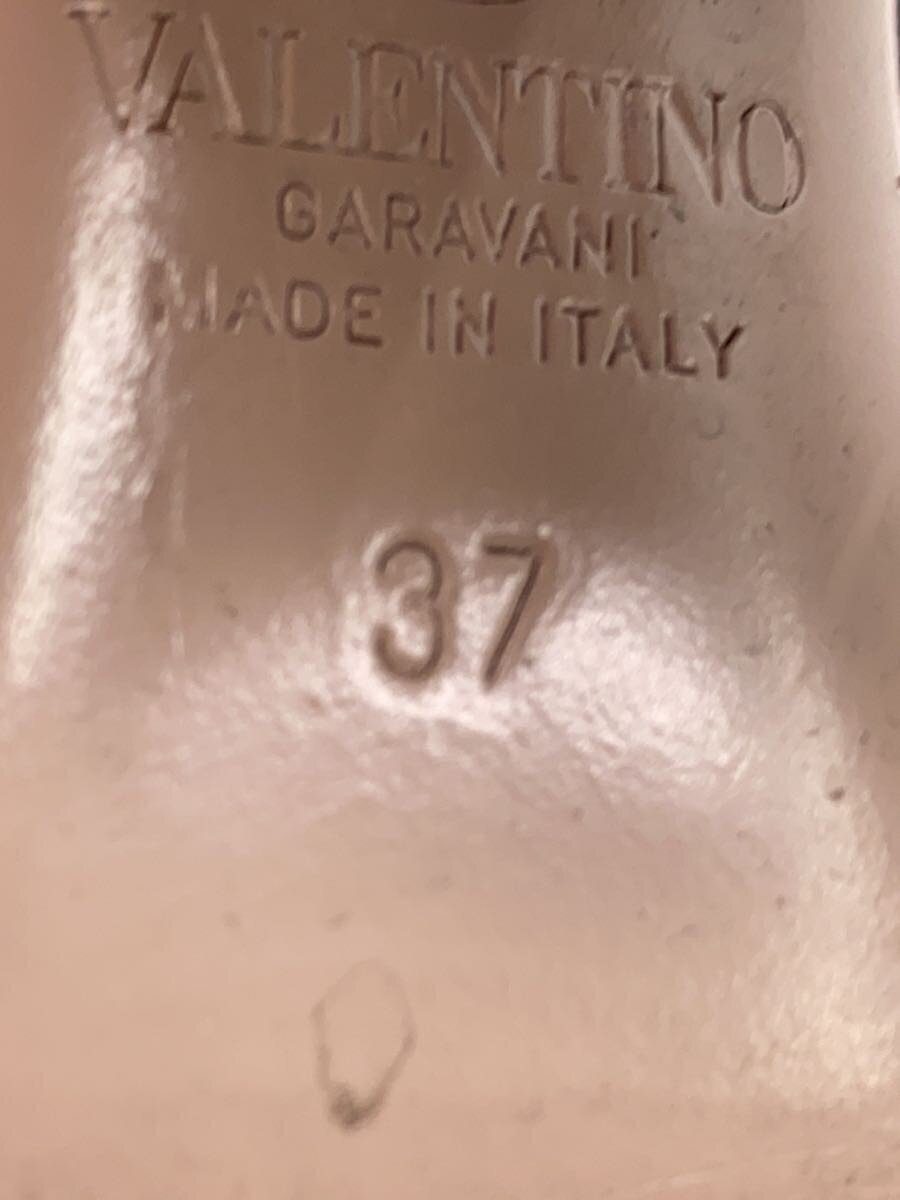 VALENTINO
GARAVANI
MADE IN ITALY
37